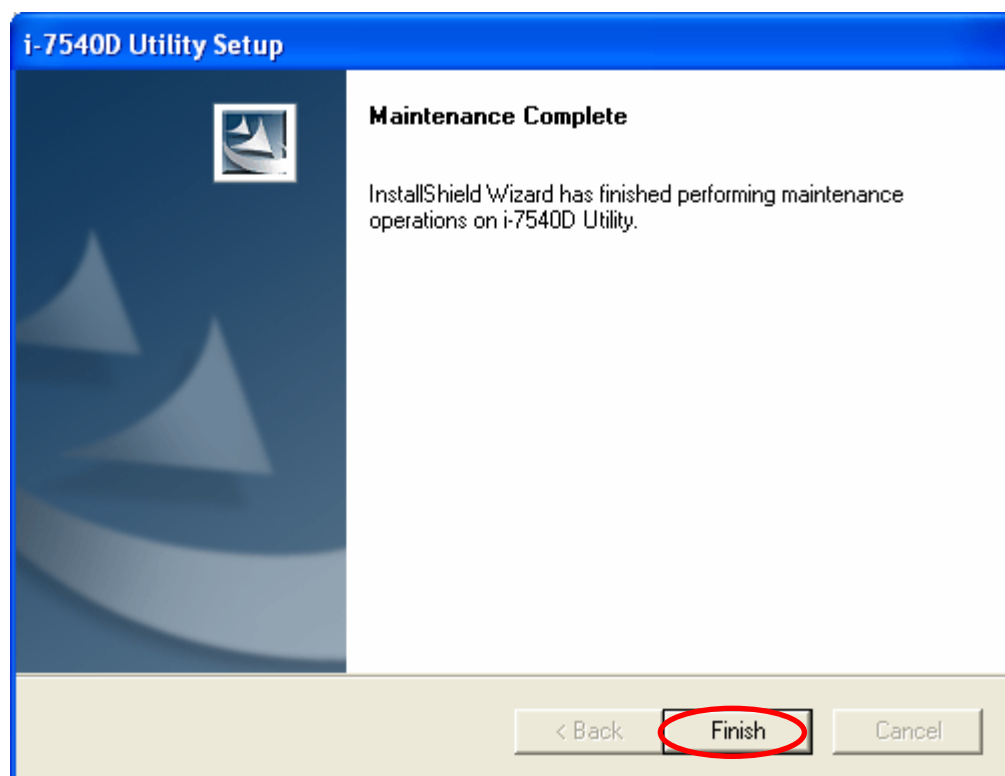 i-7540D Utility Setup
Maintenance Complete
InstallShield Wizard has finished performing maintenance
operations on i-7540D Utility.
< Back Finish Cancel